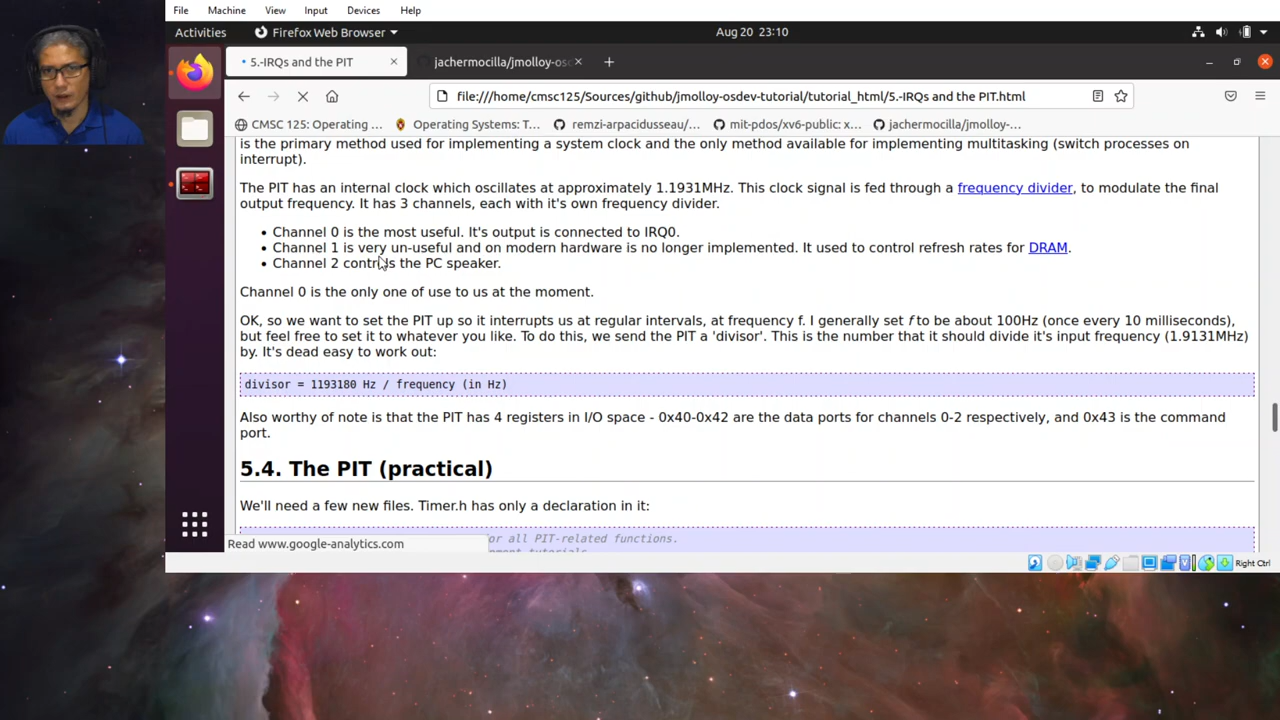 File Machine View Input Devices Help
Activities Firefox Web Browser Aug 20 23:10
5.-IRQs and the PIT × jachermocilla/jmolloy-osc × +
file:///home/cmsc125/Sources/github/jmolloy-osdev-tutorial/tutorial_html/5.-IRQs and the PIT.html
CMSC 125: Operating ... Operating Systems: T... remzi-arpacidusseau/... mit-pdos/xv6-public: x... jachermocilla/jmolloy-...
is the primary method used for implementing a system clock and the only method available for implementing multitasking (switch processes on
interrupt).
The PIT has an internal clock which oscillates at approximately 1.1931MHz. This clock signal is fed through a frequency divider, to modulate the final
output frequency. It has 3 channels, each with it's own frequency divider.
• Channel 0 is the most useful. It's output is connected to IRQ0.
• Channel 1 is very un-useful and on modern hardware is no longer implemented. It used to control refresh rates for DRAM.
• Channel 2 controls the PC speaker.
Channel 0 is the only one of use to us at the moment.
OK, so we want to set the PIT up so it interrupts us at regular intervals, at frequency f. I generally set f to be about 100Hz (once every 10 milliseconds),
but feel free to set it to whatever you like. To do this, we send the PIT a 'divisor'. This is the number that it should divide it's input frequency (1.9131MHz)
by. It's dead easy to work out:
divisor = 1193180 Hz / frequency (in Hz)
Also worthy of note is that the PIT has 4 registers in I/O space - 0x40-0x42 are the data ports for channels 0-2 respectively, and 0x43 is the command
port.
5.4. The PIT (practical)
We'll need a few new files. Timer.h has only a declaration in it:
or all PIT-related functions.
Read www.google-analytics.com
Right Ctrl